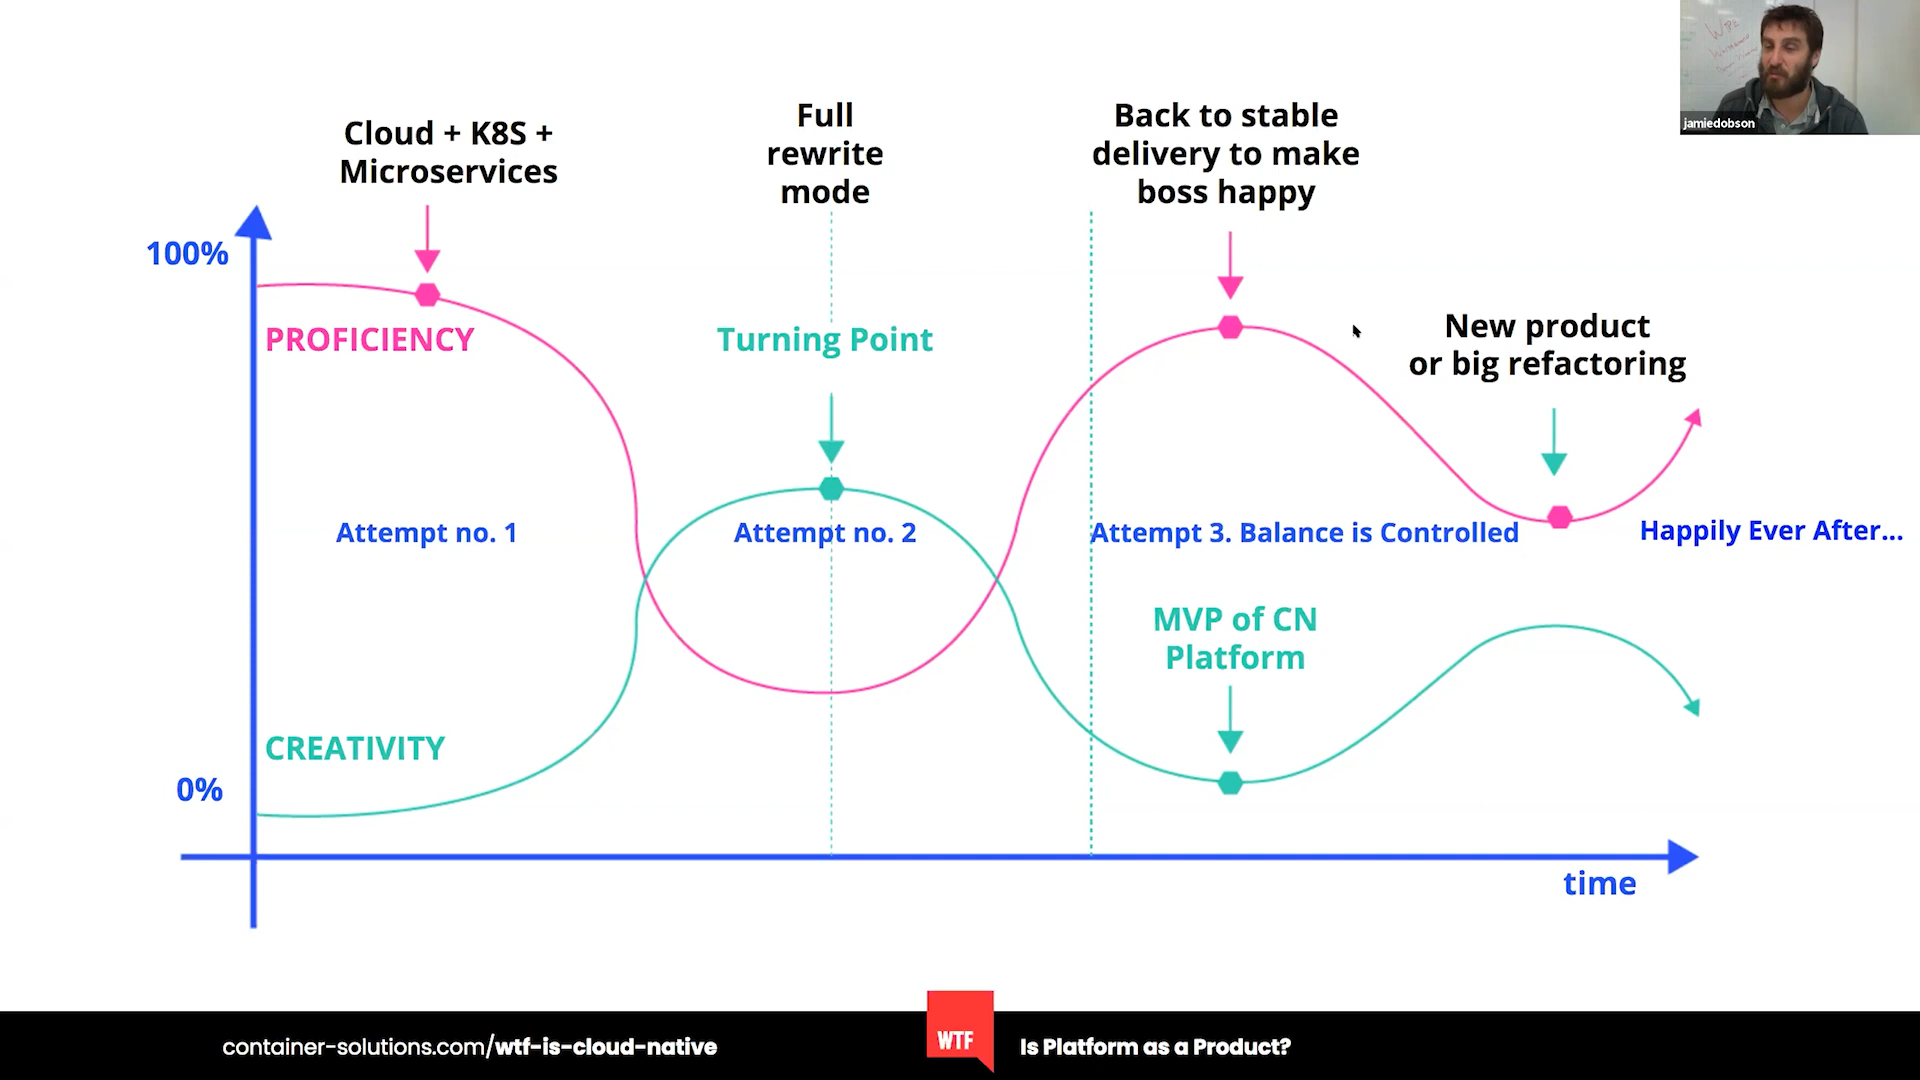 jamiedobson
Cloud + K8S +
Microservices
Full
rewrite
mode
Back to stable
delivery to make
boss happy
100%
PROFICIENCY
Turning Point
New product
or big refactoring
Attempt no. 1
Attempt no. 2
Attempt 3. Balance is Controlled
Happily Ever After...
MVP of CN
Platform
CREATIVITY
0%
time
container-solutions.com/wtf-is-cloud-native
WTF
Is Platform as a Product?